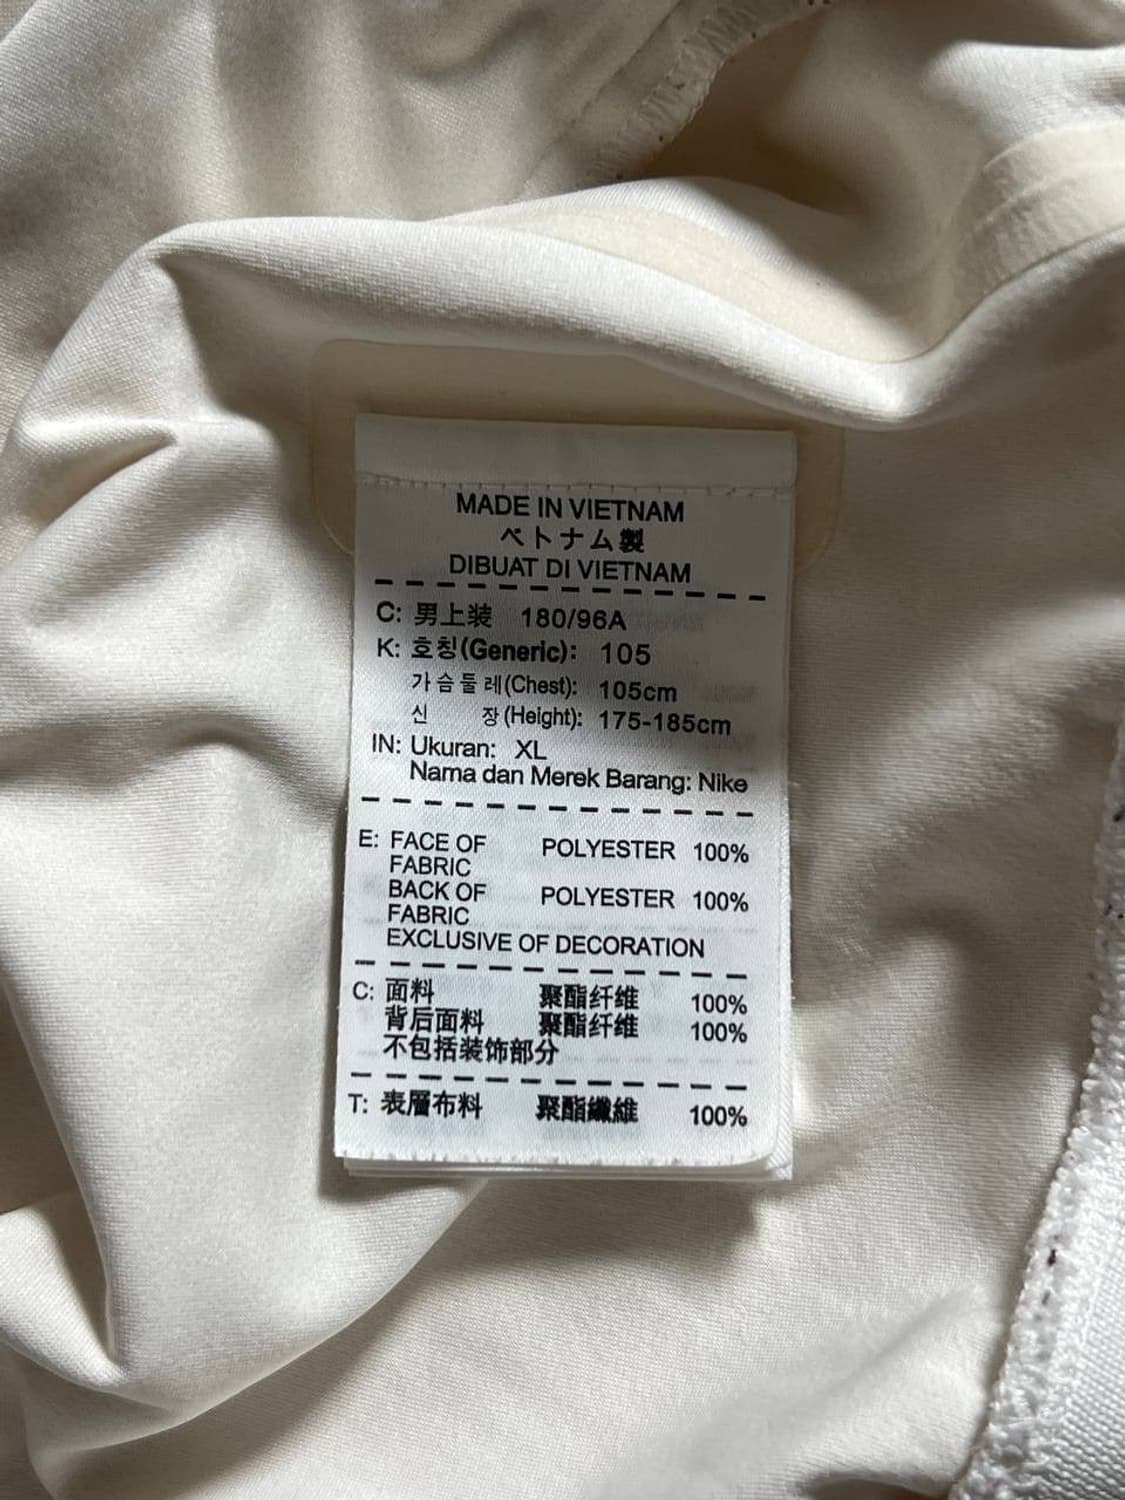 MADE IN VIETNAM
ベトナム製
DIBUAT DI VIETNAM
C: 男上装 180/96A
K: 호칭(Generic): 105
가슴둘레(Chest): 105cm
신 장(Height): 175-185cm
IN: Ukuran: XL
Nama dan Merek Barang: Nike
E: FACE OF POLYESTER 100%
FABRIC
BACK OF POLYESTER 100%
FABRIC
EXCLUSIVE OF DECORATION
C: 面料 聚酯纤维 100%
背后面料 聚酯纤维 100%
不包括装饰部分
T: 表層布料 聚酯纖維 100%